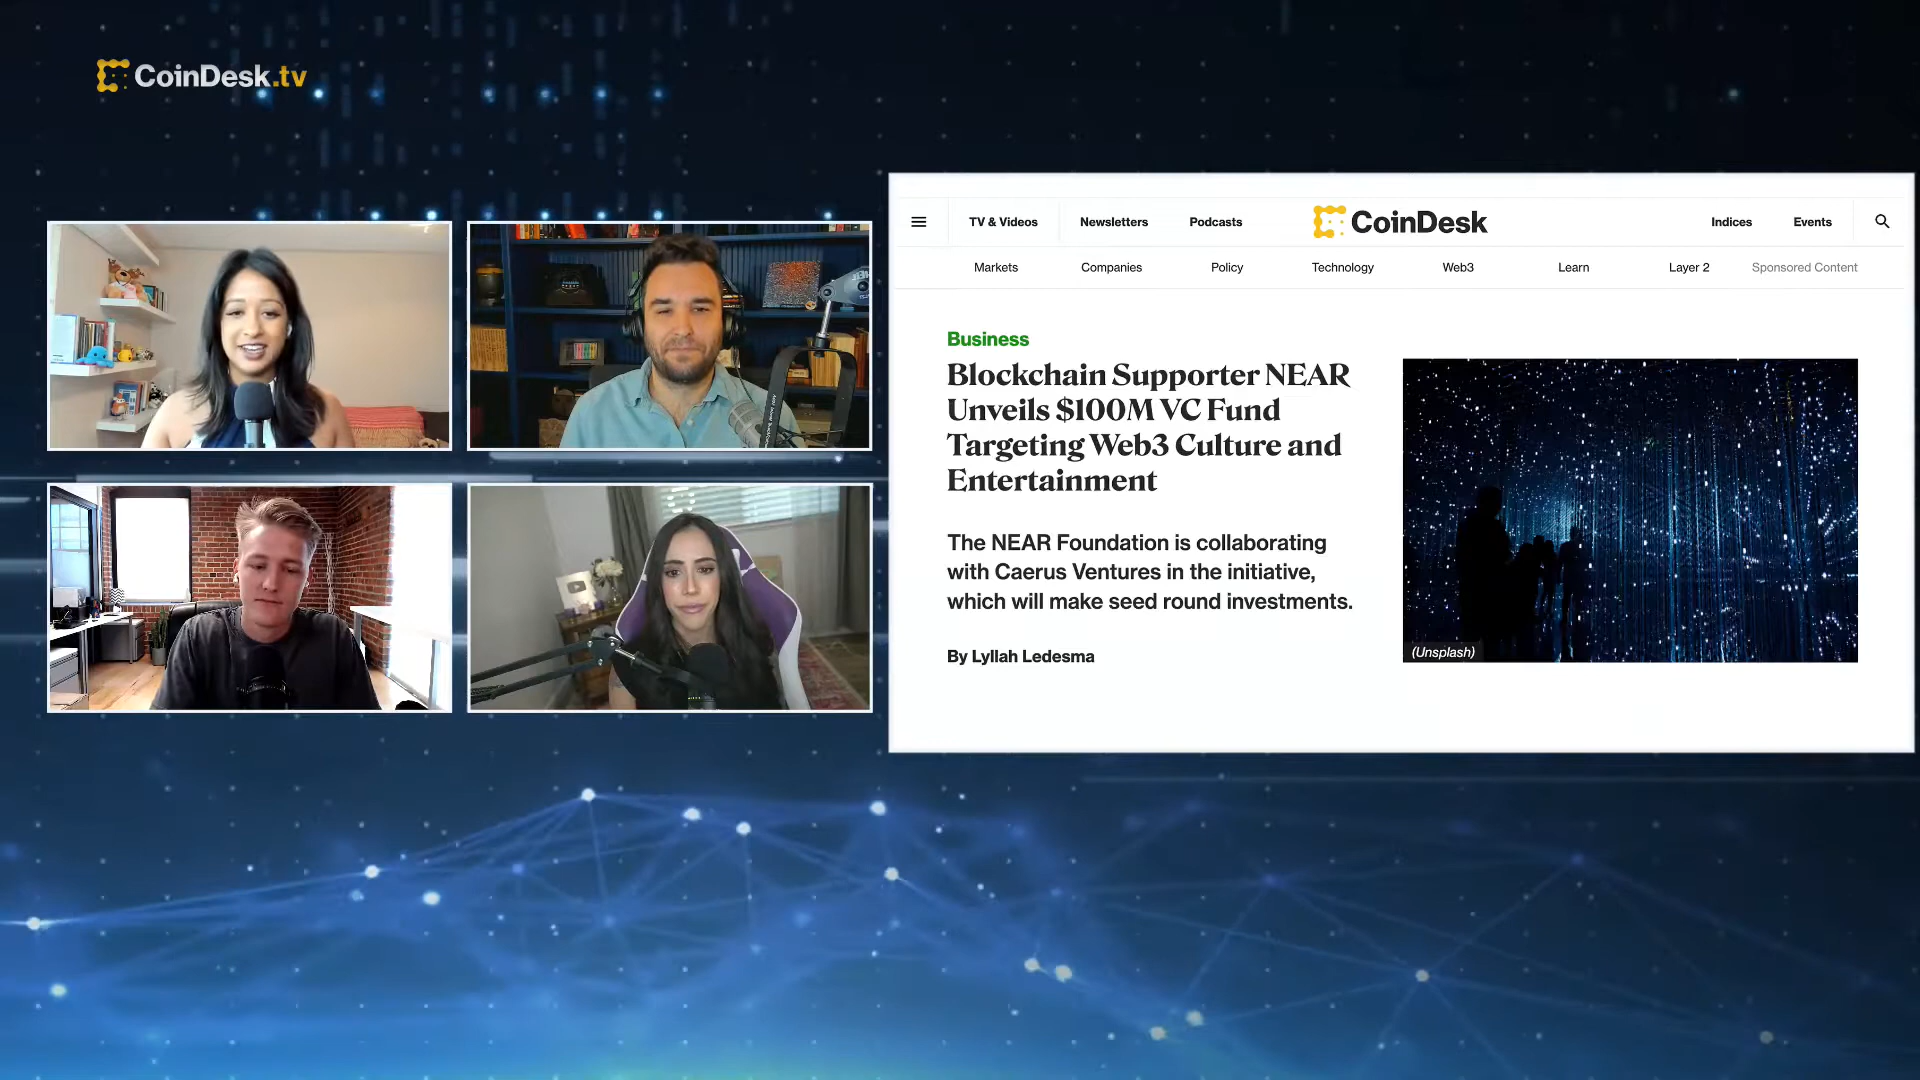 CoinDesk.tv
TV & Videos
Newsletters
Podcasts
CoinDesk
Indices
Events
Markets
Companies
Policy
Technology
Web3
Learn
Layer 2
Sponsored Content
Business
Blockchain Supporter NEAR
Unveils $100M VC Fund
Targeting Web3 Culture and
Entertainment
The NEAR Foundation is collaborating
with Caerus Ventures in the initiative,
which will make seed round investments.
By Lyllah Ledesma
(Unsplash)